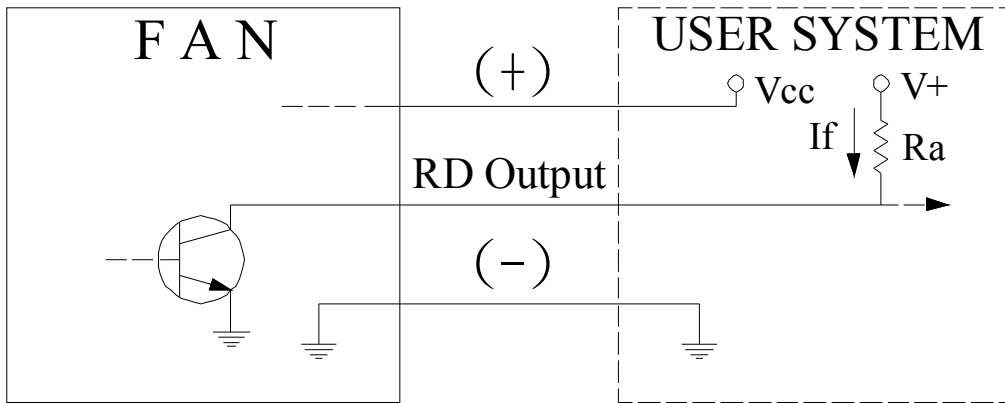 F A N
USER SYSTEM
(+)
Vcc
V+
If
Ra
RD Output
(-)